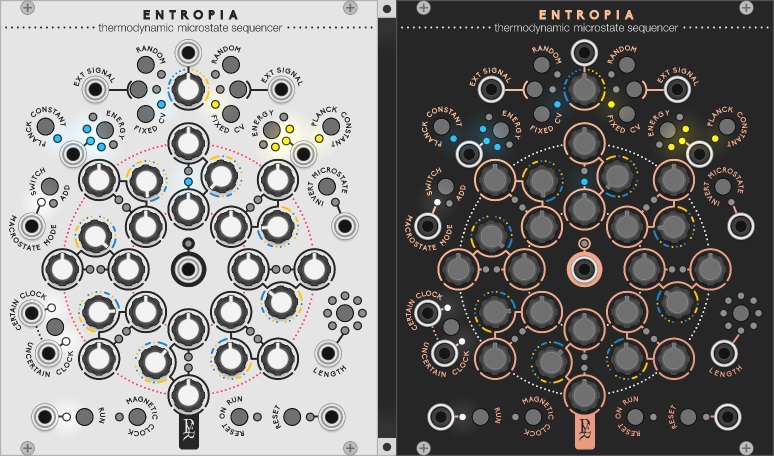 ENTROPIA
thermodynamic microstate sequencer
RANDOM
RANDOM
EXT SIGNAL
EXT SIGNAL
FIXED CV
FIXED CV
PLANCK CONSTANT
ENERGY
ENERGY
PLANCK CONSTANT
SWITCH
ADD
MACROSTATE MODE
INVERT MICROSTATE
CERTAIN CLOCK
UNCERTAIN CLOCK
LENGTH
RUN
MAGNETIC CLOCK
RESET ON RUN
RESET
ENTROPIA
thermodynamic microstate sequencer
RANDOM
RANDOM
EXT SIGNAL
EXT SIGNAL
FIXED CV
FIXED CV
PLANCK CONSTANT
ENERGY
ENERGY
PLANCK CONSTANT
SWITCH
ADD
MACROSTATE MODE
INVERT MICROSTATE
CERTAIN CLOCK
UNCERTAIN CLOCK
LENGTH
RUN
MAGNETIC CLOCK
RESET ON RUN
RESET